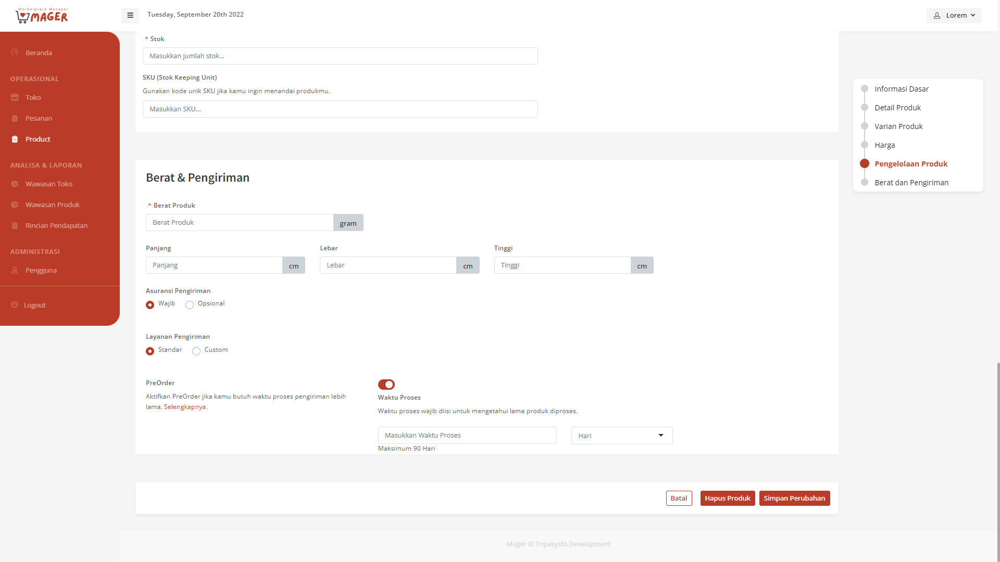 Marketplace Manager
MAGER
Tuesday, September 20th 2022
Lorem
Beranda
OPERASIONAL
Toko
Pesanan
Product
ANALISA & LAPORAN
Wawasan Toko
Wawasan Produk
Rincian Pendapatan
ADMINISTRASI
Pengguna
Logout
* Stok
Masukkan jumlah stok...
SKU (Stok Keeping Unit)
Gunakan kode unik SKU jika kamu ingin menandai produkmu.
Masukkan SKU...
Berat & Pengiriman
* Berat Produk
Berat Produk gram
Panjang Lebar Tinggi
Panjang cm Lebar cm Tinggi cm
Asuransi Pengiriman
Wajib Opsional
Layanan Pengiriman
Standar Custom
PreOrder
Aktifkan PreOrder jika kamu butuh waktu proses pengiriman lebih
lama. Selengkapnya.
Waktu Proses
Waktu proses wajib diisi untuk mengetahui lama produk diproses.
Masukkan Waktu Proses Hari
Maksimum 90 Hari
Batal Hapus Produk Simpan Perubahan
Informasi Dasar
Detail Produk
Varian Produk
Harga
Pengelolaan Produk
Berat dan Pengiriman
Mager © Tripasysfo Development